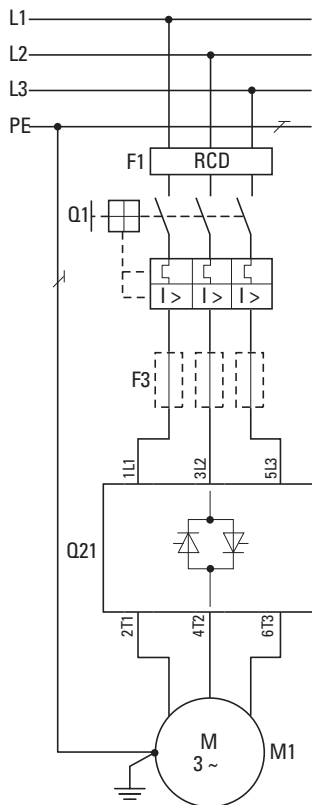 L1
L2
L3
PE
F1 RCD
Q1
I > I > I >
F3
1L1 3L2 5L3
Q21
2T1 4T2 6T3
M M1
3 ~